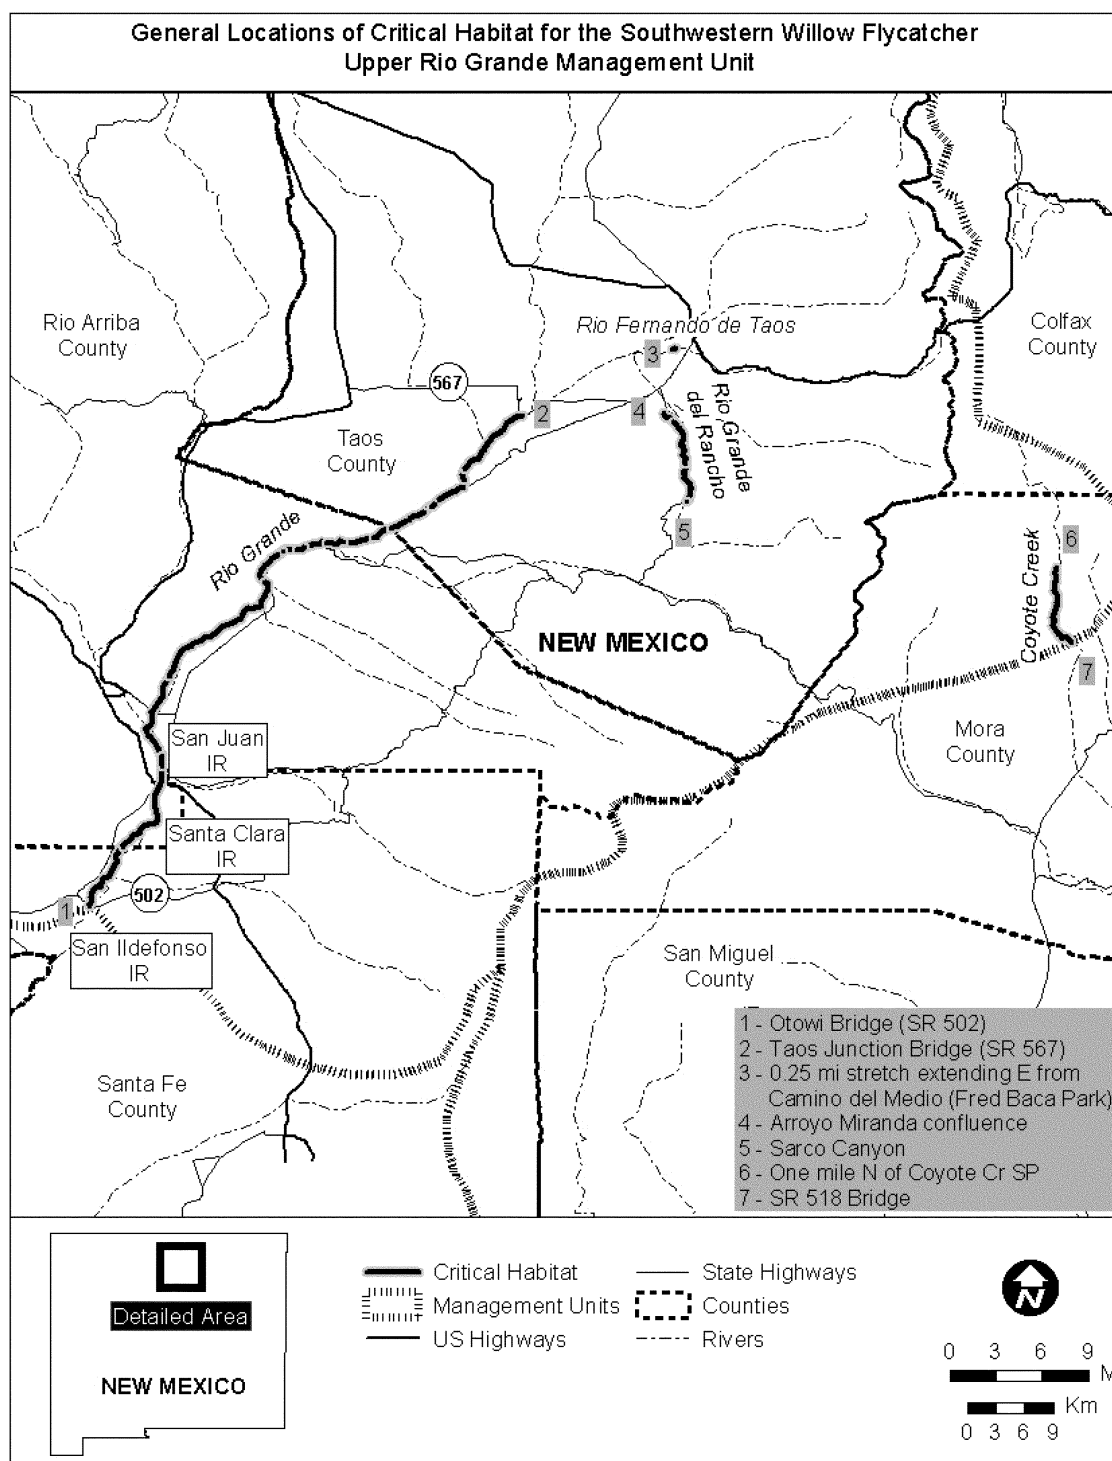 General Locations of Critical Habitat for the Southwestern Willow Flycatcher
Upper Rio Grande Management Unit
Rio Arriba
County
Rio Fernando de Taos
Colfax
County
3
567
2
4
Rio Grande
del Rancho
Taos
County
5
6
Rio Grande
Coyote Creek
NEW MEXICO
7
San Juan
IR
Mora
County
Santa Clara
IR
502
1
San Ildefonso
IR
San Miguel
County
Santa Fe
County
1 - Otowi Bridge (SR 502)
2 - Taos Junction Bridge (SR 567)
3 - 0.25 mi stretch extending E from
Camino del Medio (Fred Baca Park)
4 - Arroyo Miranda confluence
5 - Sarco Canyon
6 - One mile N of Coyote Cr SP
7 - SR 518 Bridge
Detailed Area
NEW MEXICO
Critical Habitat
Management Units
US Highways
State Highways
Counties
Rivers
N
0 3 6 9
M
Km
0 3 6 9